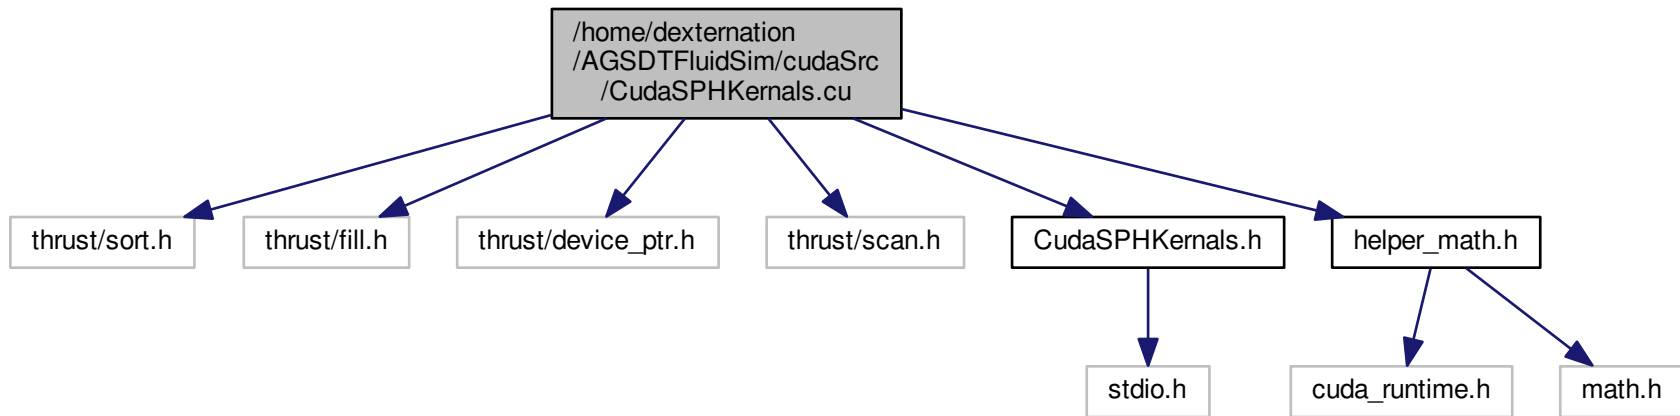 /home/dexternation
/AGSDTFluidSim/cudaSrc
/CudaSPHKernals.cu
thrust/sort.h
thrust/fill.h
thrust/device_ptr.h
thrust/scan.h
CudaSPHKernals.h
helper_math.h
stdio.h
cuda_runtime.h
math.h